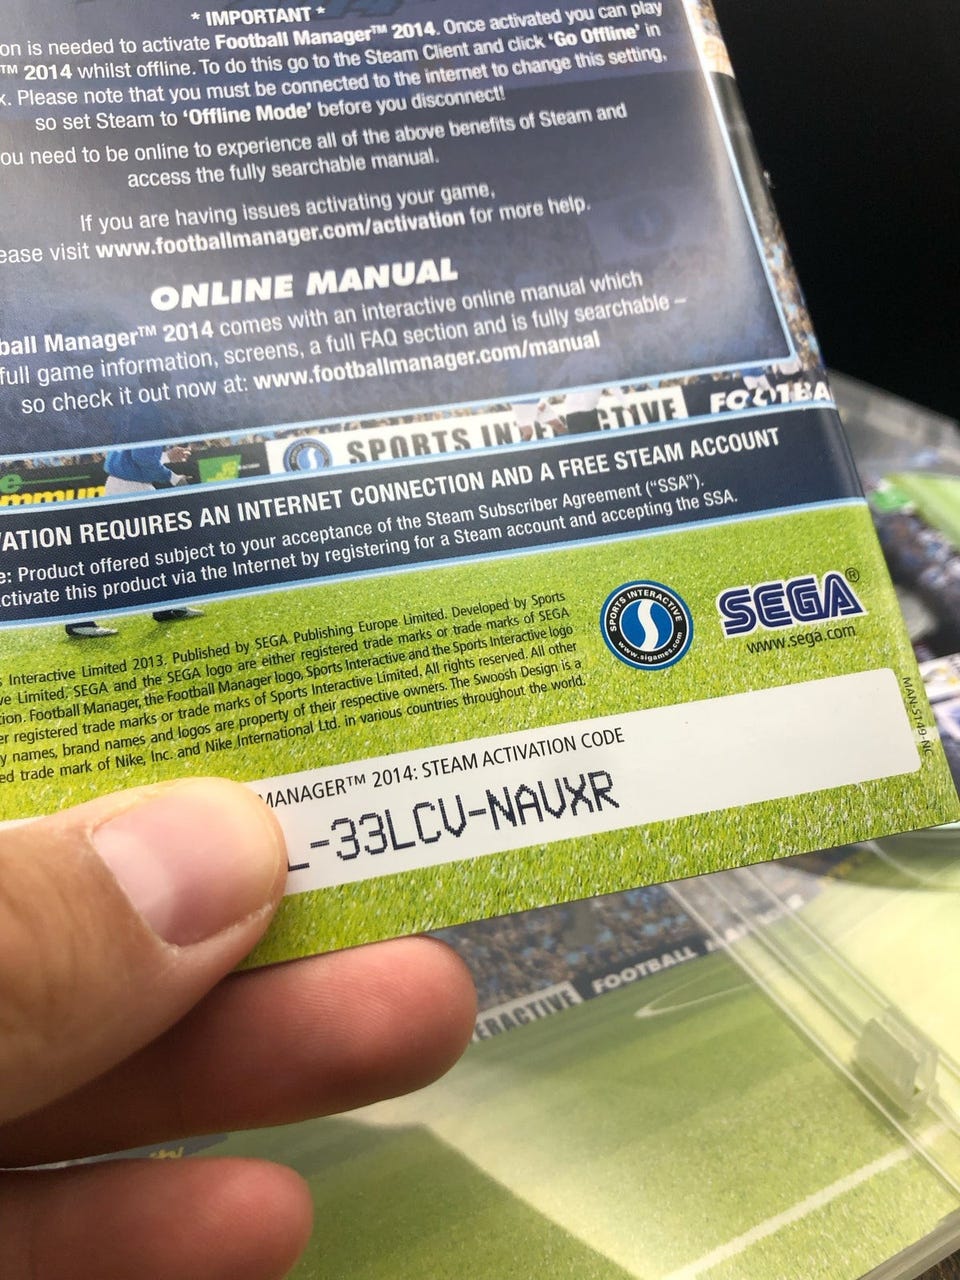 * IMPORTANT *
on is needed to activate Football Manager™ 2014. Once activated you can play
™ 2014 whilst offline. To do this go to the Steam Client and click 'Go Offline' in
k. Please note that you must be connected to the internet to change this setting,
so set Steam to 'Offline Mode' before you disconnect!
ou need to be online to experience all of the above benefits of Steam and
access the fully searchable manual.
If you are having issues activating your game,
ease visit www.footballmanager.com/activation for more help.
ONLINE MANUAL
ball Manager™ 2014 comes with an interactive online manual which
full game information, screens, a full FAQ section and is fully searchable –
so check it out now at: www.footballmanager.com/manual
SPORTS INTE CTIVE FOOTBA
e
mmun
VATION REQUIRES AN INTERNET CONNECTION AND A FREE STEAM ACCOUNT
e: Product offered subject to your acceptance of the Steam Subscriber Agreement ("SSA").
ctivate this product via the Internet by registering for a Steam account and accepting the SSA.
s Interactive Limited 2013. Published by SEGA Publishing Europe Limited. Developed by Sports
ve Limited. SEGA and the SEGA logo are either registered trade marks or trade marks of SEGA
tion. Football Manager, the Football Manager logo, Sports Interactive and the Sports Interactive logo
er registered trade marks or trade marks of Sports Interactive Limited. All rights reserved. All other
y names, brand names and logos are property of their respective owners. The Swoosh Design is a
ed trade mark of Nike, Inc. and Nike International Ltd. in various countries throughout the world.
SPORTS INTERACTIVE
www.sigames.com
SEGA®
www.sega.com
MAN-5149-NC
MANAGER™ 2014: STEAM ACTIVATION CODE
L-33LCV-NAVXR
ERACTIVE FOOTBALL